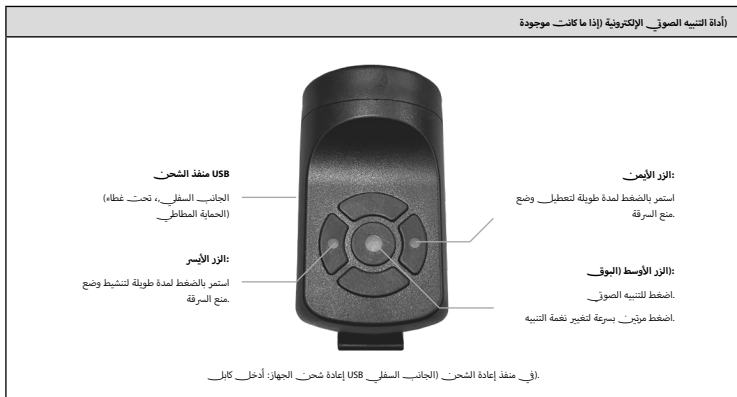 (أداة التنبيه الصوتي الإلكترونية (إذا ما كانت موجودة
الزر الأيمن:
استمر بالضغط لمدة طويلة لتعطيل وضع
منع السرقة.
USB منفذ الشحن
الجانب السفلي، تحت غطاء)
(الحماية المطاطي
الزر الأوسط (البوق):
اضغط للتنبيه الصوتي.
اضغط مرتين بسرعة لتغيير نغمة التنبيه.
الزر الأيسر:
استمر بالضغط لمدة طويلة لتنشيط وضع
منع السرقة.
في منفذ إعادة الشحن (الجانب السفلي USB إعادة شحن الجهاز: أدخل كابل).